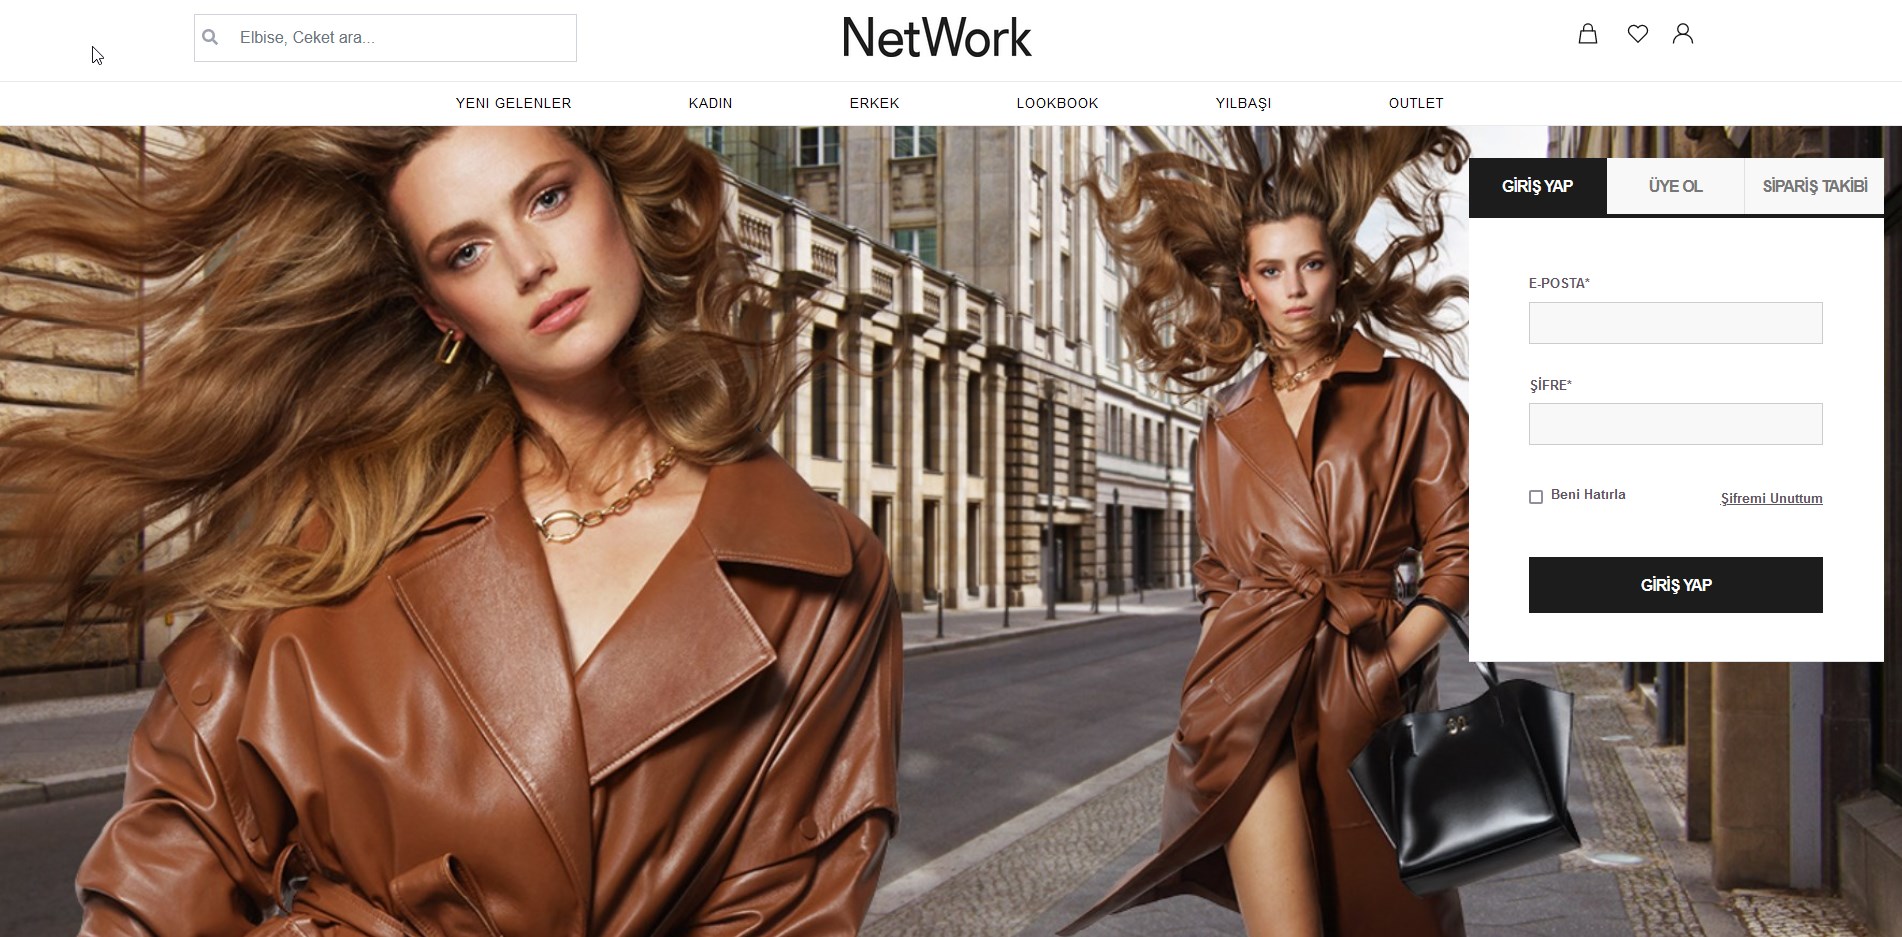 Elbise, Ceket ara...
NetWork
YENI GELENLER
KADIN
ERKEK
LOOKBOOK
YILBAŞI
OUTLET
GİRİŞ YAP
ÜYE OL
SİPARİŞ TAKİBİ
E-POSTA*
ŞİFRE*
Beni Hatırla
Şifremi Unuttum
GİRİŞ YAP